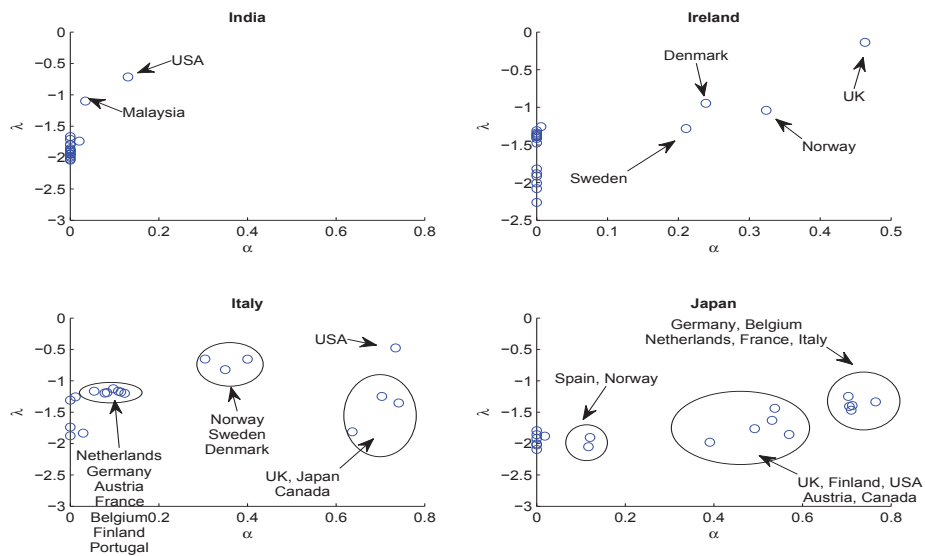 India
0
−0.5
−1
−1.5
−2
−2.5
−3
λ
USA
Malaysia
0
0.2
0.4
0.6
0.8
α
Ireland
0
−0.5
−1
−1.5
−2
−2.5
λ
Denmark
UK
Norway
Sweden
0
0.1
0.2
0.3
0.4
0.5
α
Italy
0
−0.5
−1
−1.5
−2
−2.5
−3
λ
USA
Norway
Sweden
Denmark
UK, Japan
Canada
Netherlands
Germany
Austria
France
Belgium
Finland
Portugal
0
0.2
0.4
0.6
0.8
α
Japan
0
−0.5
−1
−1.5
−2
−2.5
−3
λ
Germany, Belgium
Netherlands, France, Italy
Spain, Norway
UK, Finland, USA
Austria, Canada
0
0.2
0.4
0.6
0.8
α